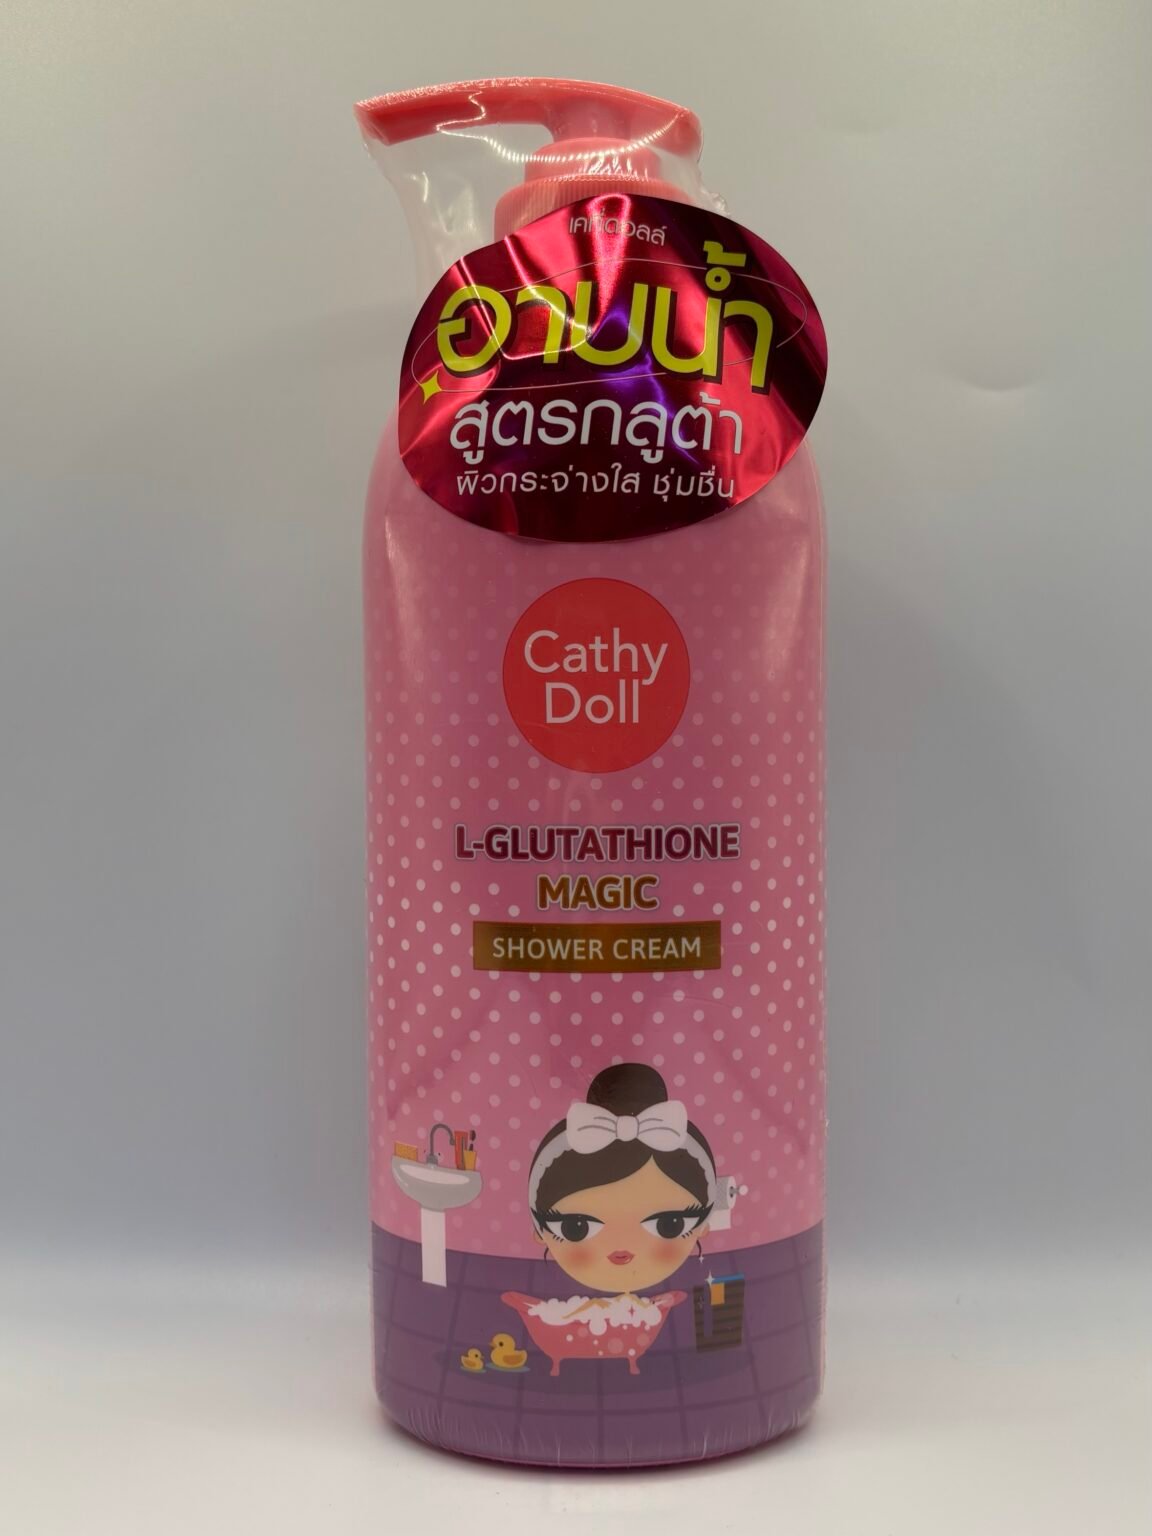 เคที่ดอลล์
อาบน้ำ
สูตรกลูต้า
ผิวกระจ่างใส ชุ่มชื่น
Cathy
Doll
L-GLUTATHIONE
MAGIC
SHOWER CREAM